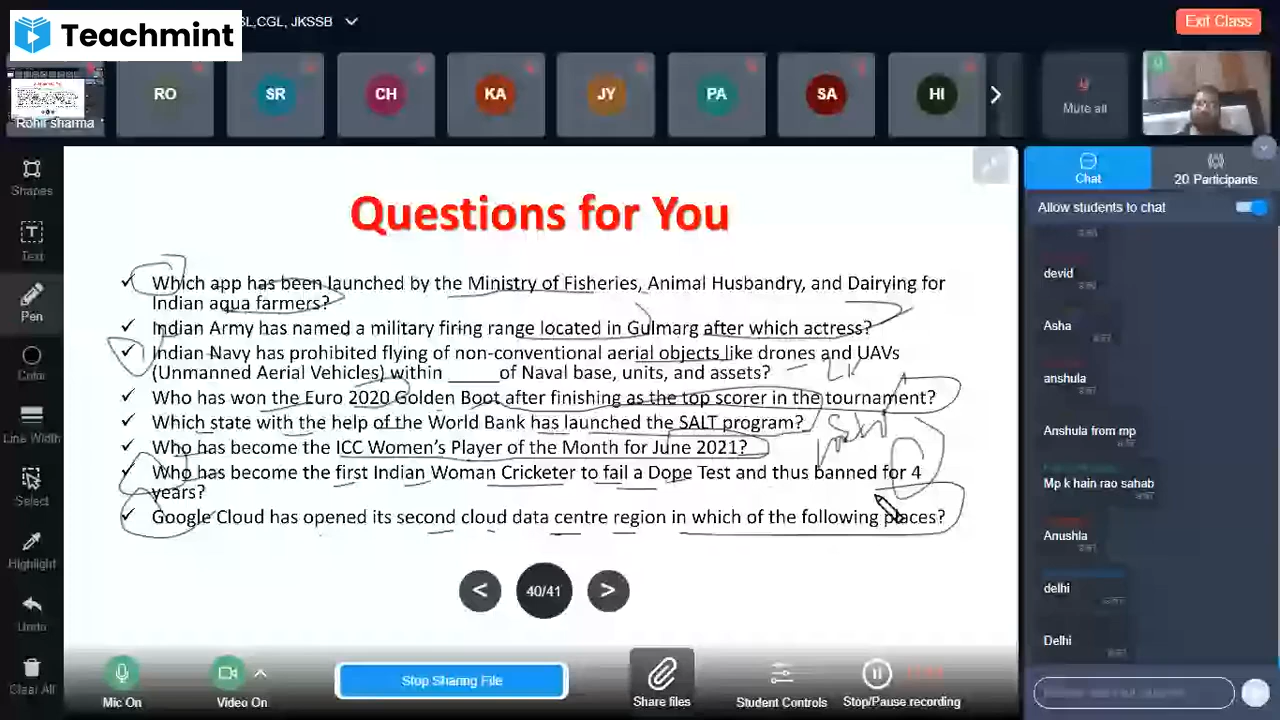 Teachmint
SL,CGL, JKSSB
Exit Class
RO
SR
CH
KA
JY
PA
SA
HI
Rohit sharma
Mute all
Shapes
Text
Pen
Color
Line Width
Select
Highlight
Undo
Clear All
Questions for You
✓ Which app has been launched by the Ministry of Fisheries, Animal Husbandry, and Dairying for
Indian aqua farmers?
✓ Indian Army has named a military firing range located in Gulmarg after which actress?
✓ Indian Navy has prohibited flying of non-conventional aerial objects like drones and UAVs
(Unmanned Aerial Vehicles) within _____of Naval base, units, and assets?
✓ Who has won the Euro 2020 Golden Boot after finishing as the top scorer in the tournament?
✓ Which state with the help of the World Bank has launched the SALT program?
✓ Who has become the ICC Women's Player of the Month for June 2021?
✓ Who has become the first Indian Woman Cricketer to fail a Dope Test and thus banned for 4
years?
✓ Google Cloud has opened its second cloud data centre region in which of the following places?
< 40/41 >
Mic On
Video On
Stop Sharing File
Share files
Student Controls
Stop/Pause recording
Chat
20 Participants
Allow students to chat
devid
Asha
anshula
Anshula from mp
Mp k hain rao sahab
Anushla
delhi
Delhi